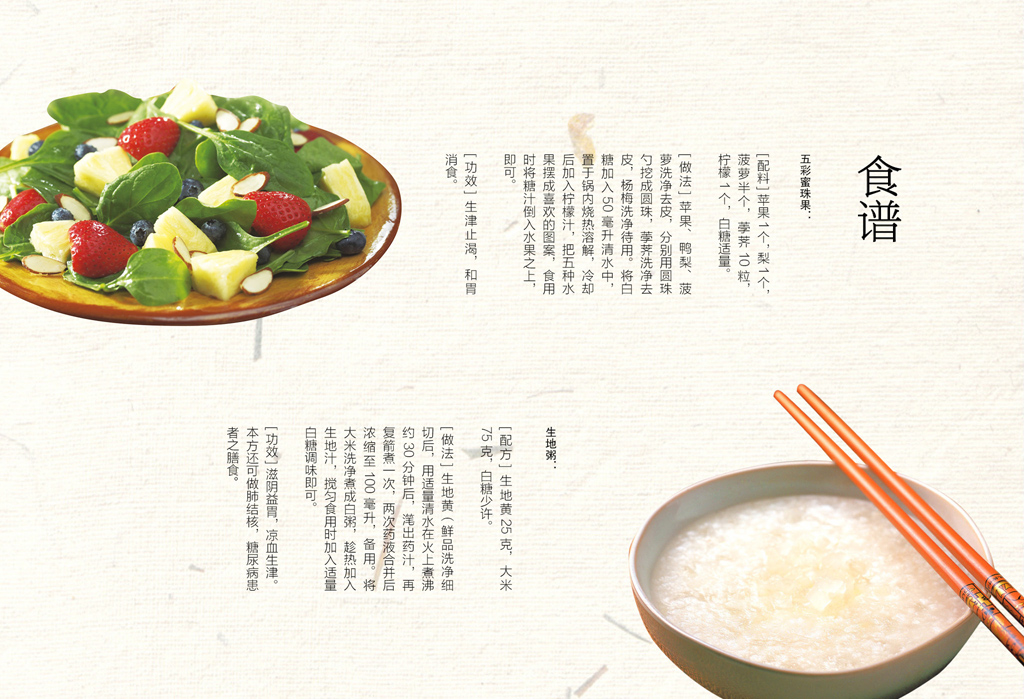 食谱
五彩蜜珠果：
[配料] 苹果1个，梨1个，
菠萝半个，荸荠10粒，
柠檬1个，白糖适量。
[做法] 苹果、鸭梨、菠
萝洗净去皮，分别用圆珠
勺挖成圆珠，荸荠洗净去
皮，杨梅洗净待用。将白
糖加入50毫升清水中，
置于锅内烧热溶解，冷却
后加入柠檬汁，把五种水
果摆成喜欢的图案，食用
时将糖汁倒入水果之上，
即可。
[功效] 生津止渴，和胃
消食。
生地粥：
[配方] 生地黄25克，大米
75克，白糖少许。
[做法] 生地黄（鲜品洗净细
切后，用适量清水在火上煮沸
约30分钟后，滗出药汁，再
复煎煮一次，两次药液合并后
浓缩至100毫升，备用。将
大米洗净煮成白粥，趁热加入
生地汁，搅匀食用时加入适量
白糖调味即可。
[功效] 滋阴益胃，凉血生津。
本方还可做肺结核，糖尿病患
者之膳食。